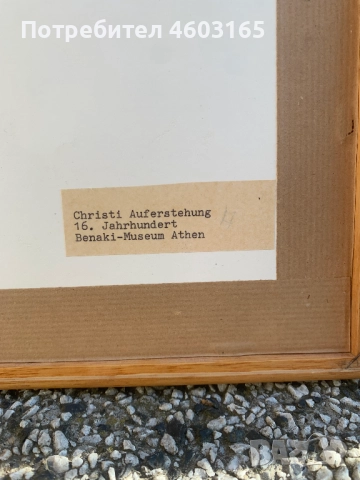 Потребител 4603165
Christi Auferstehung
16. Jahrhundert
Benaki-Museum Athen